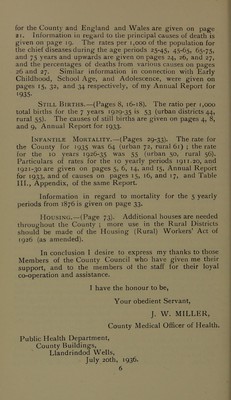 for the County and England and Wales are given on page
21. Information in regard to the principal causes of death is
given on page 19. The rates per 1,000 of the population for
the chief diseases during the age periods 25-45, 45-65, 65-75,
and 75 years and upwards are given on pages 24, 26, and 27,
and the percentages of deaths from various causes on pages
26 and 27. Similar information in connection with Early
Childhood, School Age, and Adolescence, were given on
pages 15, 32, and 34 respectively, of my Annual Report for
1935.
STILL BIRTHS.—(Pages 8, 16-18). The ratio per 1,000
total births for the 7 years 1929-35 is 53 (urban districts 44,
rural 55). The causes of still births are given on pages 4, 8,
and 9, Annual Report for 1933.
INFANTILE MORTALITY.—(Pages 29-33). The rate for
the County for 1935 was 64 (urban 71, rural 61) ; the rate
for the 10 years 1926-35 was 55 (urban 50, rural 56).
Particulars of rates for the 10 yearly periods 1911-20, and
1921-30 are given on pages 5, 6, 14, and 15, Annual Report
for 1933, and of causes on pages 15, 16, and 17, and Table
III., Appendix, of the same Report.
Information in regard to mortality for the 5 yearly
periods from 1876 is given on page 33.
HOUSING.—(Page 73). Additional houses are needed
throughout the County ; more use in the Rural Districts
should be made of the Housing (Rural) Workers' Act of
1926 (as amended).
In conclusion I desire to express my thanks to those
Members of the County Council who have given me their
support, and to the members of the staff for their loyal
co-operation and assistance.
I have the honour to be,
Your obedient Servant,
J. W. MILLER,
County Medical Officer of Health.
Public Health Department,
County Buildings,
Llandrindod Wells,
July 20th, 1936.
6